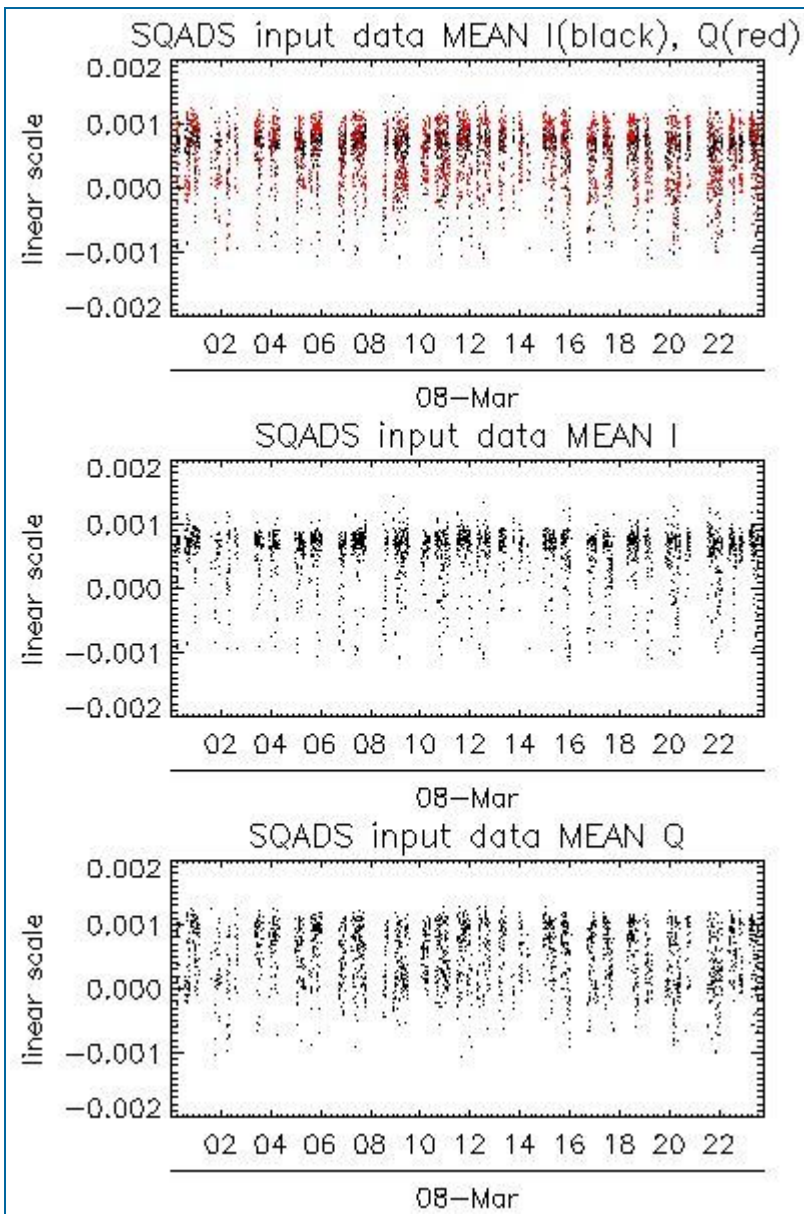 SQADS input data MEAN I(black), Q(red)
linear scale
0.002
0.001
0.000
−0.001
−0.002
02 04 06 08 10 12 14 16 18 20 22
08−Mar
SQADS input data MEAN I
linear scale
0.002
0.001
0.000
−0.001
−0.002
02 04 06 08 10 12 14 16 18 20 22
08−Mar
SQADS input data MEAN Q
linear scale
0.002
0.001
0.000
−0.001
−0.002
02 04 06 08 10 12 14 16 18 20 22
08−Mar